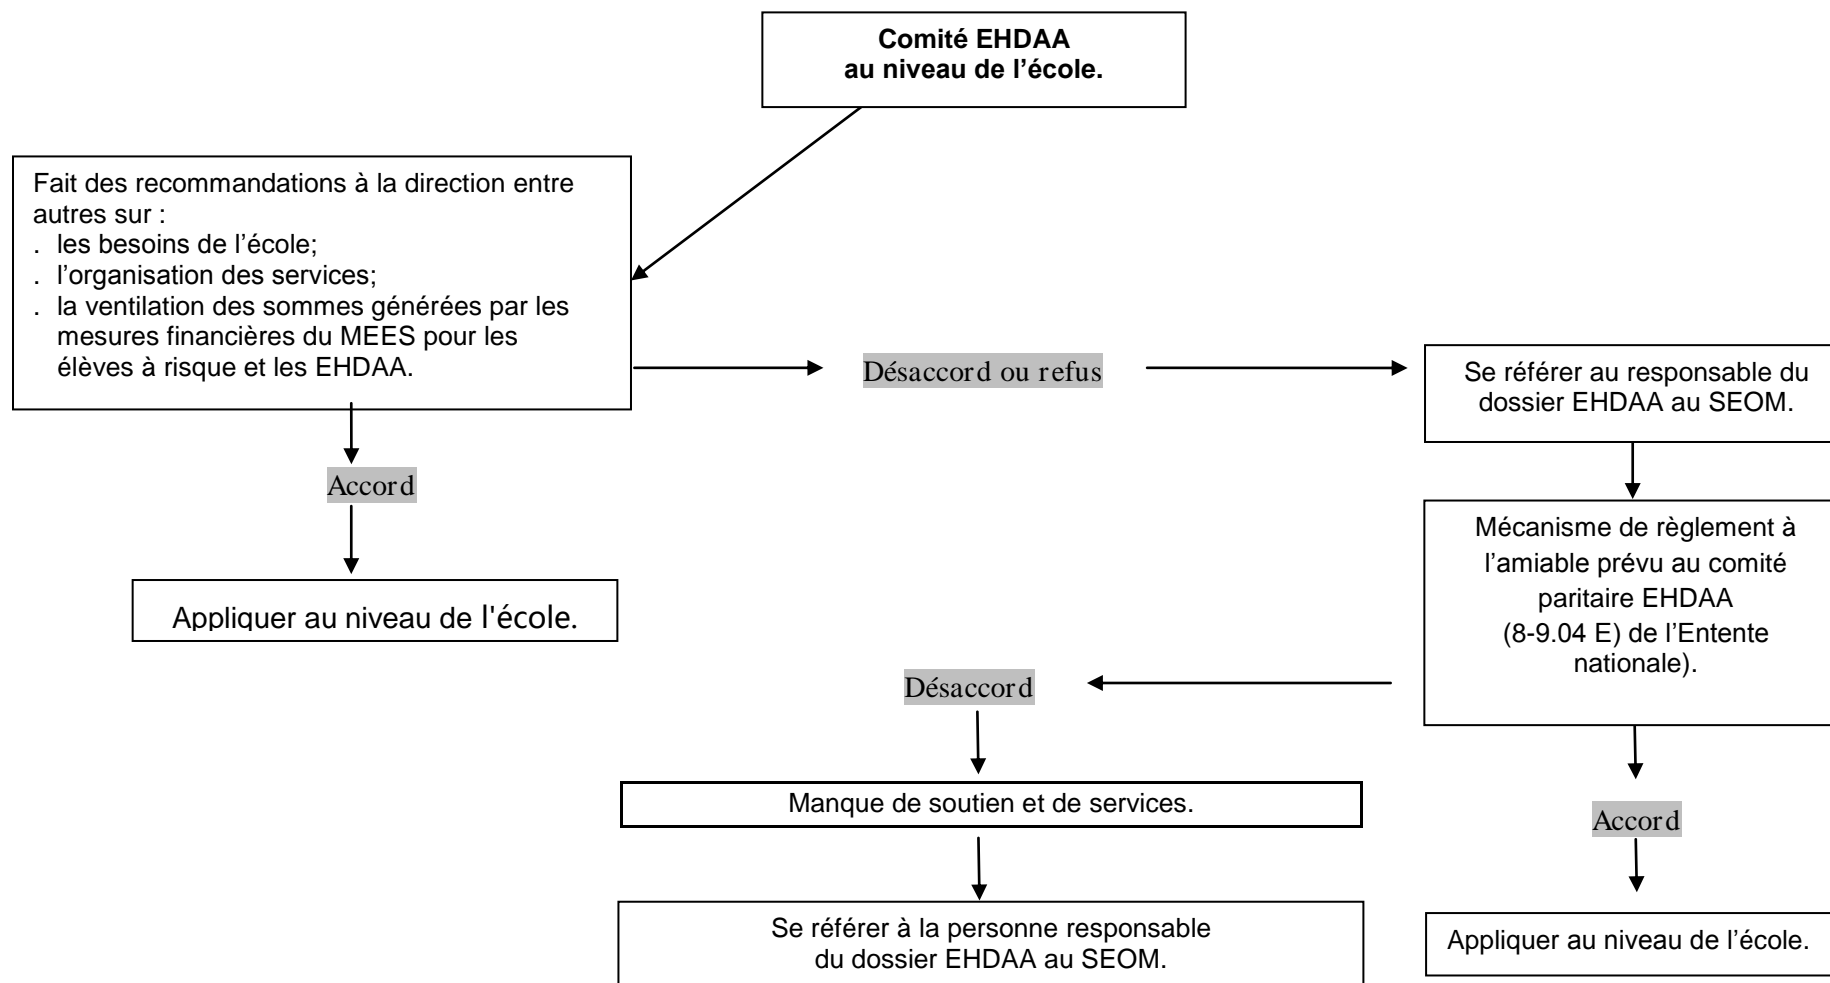 Comité EHDAA
au niveau de l’école.
Fait des recommandations à la direction entre
autres sur :
. les besoins de l’école;
. l’organisation des services;
. la ventilation des sommes générées par les
mesures financières du MEES pour les
élèves à risque et les EHDAA.
Désaccord ou refus
Se référer au responsable du
dossier EHDAA au SEOM.
Accord
Appliquer au niveau de l'école.
Mécanisme de règlement à
l’amiable prévu au comité
paritaire EHDAA
(8-9.04 E) de l’Entente
nationale).
Désaccord
Manque de soutien et de services.
Accord
Se référer à la personne responsable
du dossier EHDAA au SEOM.
Appliquer au niveau de l’école.